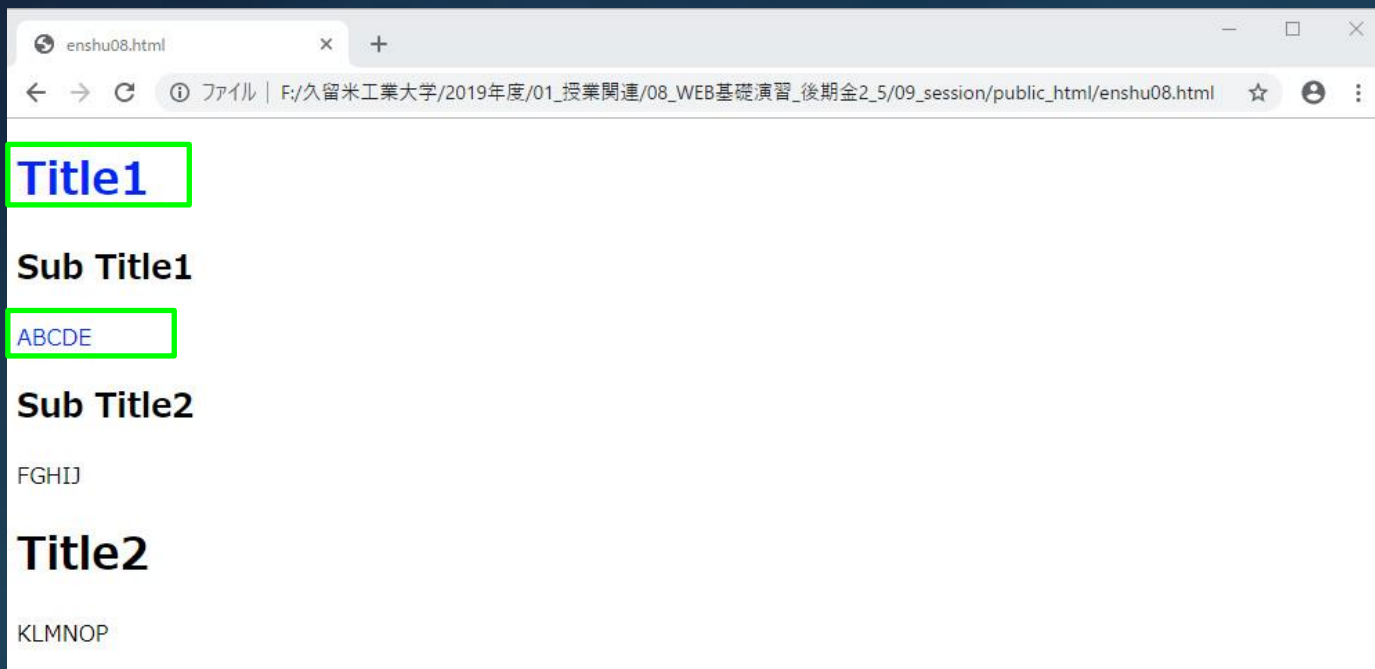 enshu08.html
ファイル | F:/久留米工業大学/2019年度/01_授業関連/08_WEB基礎演習_後期金2_5/09_session/public_html/enshu08.html
Title1
Sub Title1
ABCDE
Sub Title2
FGHIJ
Title2
KLMNOP